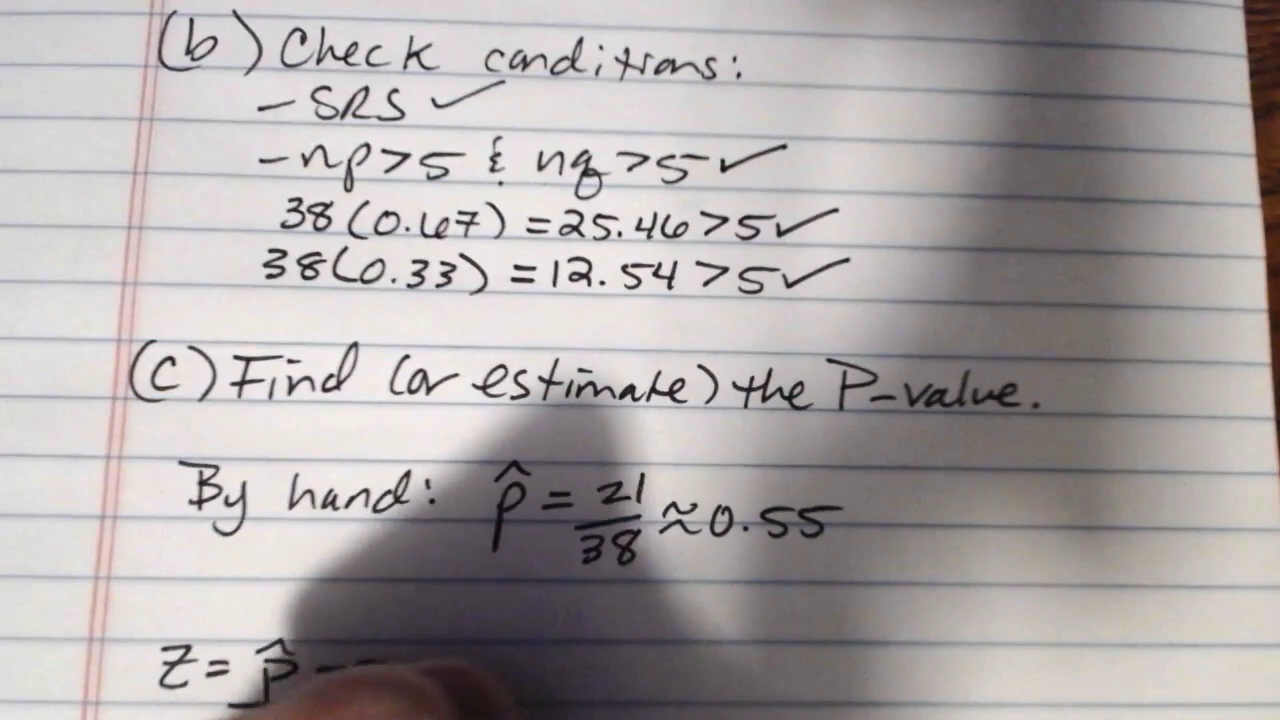 (b) Check conditions:
- SRS ✓
- np > 5 & nq > 5 ✓
38(0.67) = 25.46 > 5 ✓
38(0.33) = 12.54 > 5 ✓
(c) Find (or estimate) the P-value.
By hand: p̂ = 21/38 ≈ 0.55
z = p̂ -